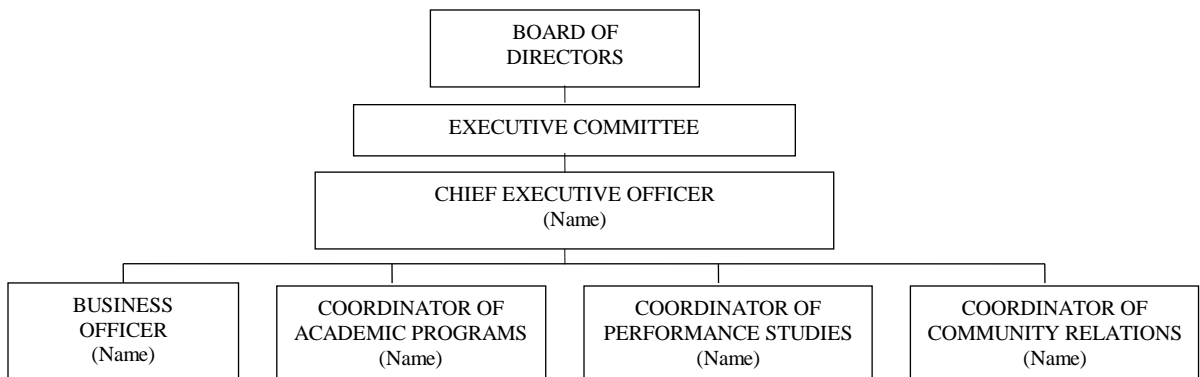 BOARD OF
DIRECTORS
EXECUTIVE COMMITTEE
CHIEF EXECUTIVE OFFICER
(Name)
BUSINESS
OFFICER
(Name)
COORDINATOR OF
ACADEMIC PROGRAMS
(Name)
COORDINATOR OF
PERFORMANCE STUDIES
(Name)
COORDINATOR OF
COMMUNITY RELATIONS
(Name)